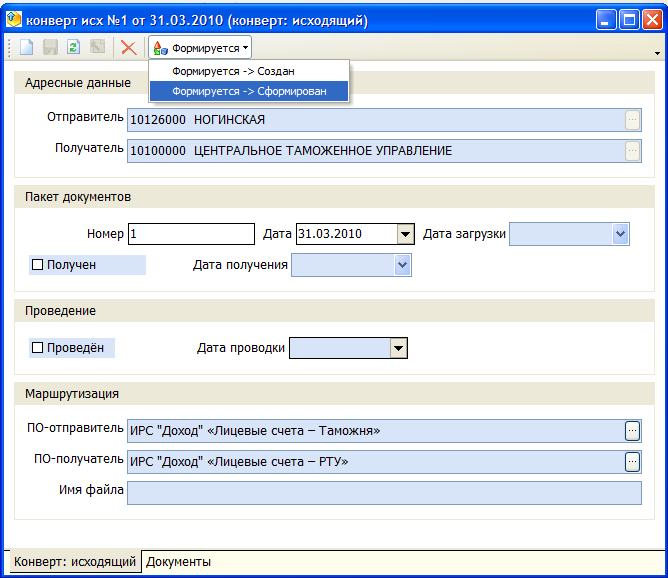 конверт исх №1 от 31.03.2010 (конверт: исходящий)
Формируется
Формируется -> Создан
Формируется -> Сформирован
Адресные данные
Отправитель 10126000 НОГИНСКАЯ ...
Получатель 10100000 ЦЕНТРАЛЬНОЕ ТАМОЖЕННОЕ УПРАВЛЕНИЕ ...
Пакет документов
Номер 1 Дата 31.03.2010 Дата загрузки
Получен Дата получения
Проведение
Проведён Дата проводки
Маршрутизация
ПО-отправитель ИРС "Доход" «Лицевые счета – Таможня» ...
ПО-получатель ИРС "Доход" «Лицевые счета – РТУ» ...
Имя файла
Конверт: исходящий Документы